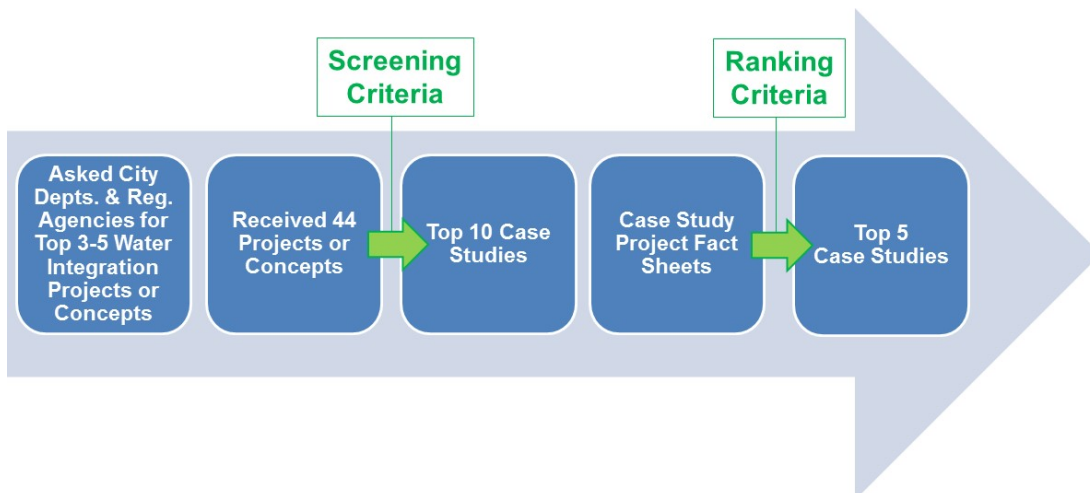 Screening
Criteria
Ranking
Criteria
Asked City
Depts. & Reg.
Agencies for
Top 3-5 Water
Integration
Projects or
Concepts
Received 44
Projects or
Concepts
Top 10 Case
Studies
Case Study
Project Fact
Sheets
Top 5
Case Studies